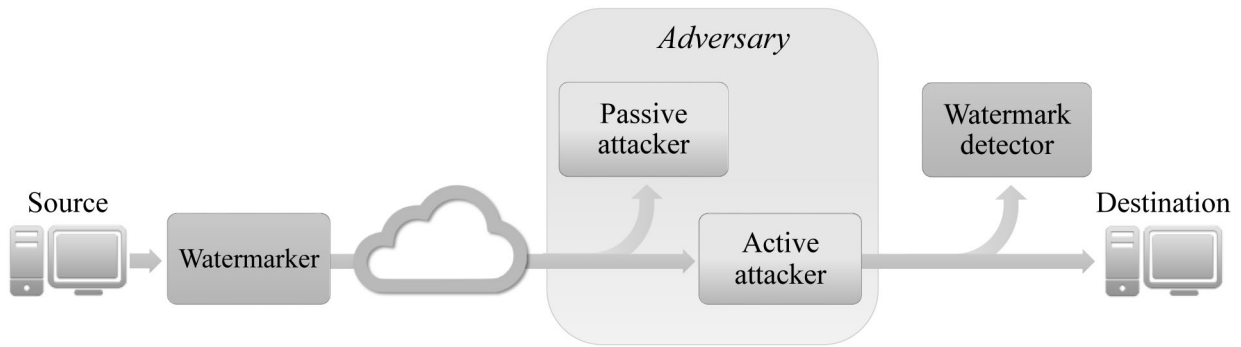 Adversary
Passive
attacker
Watermark
detector
Source
Destination
Watermarker
Active
attacker